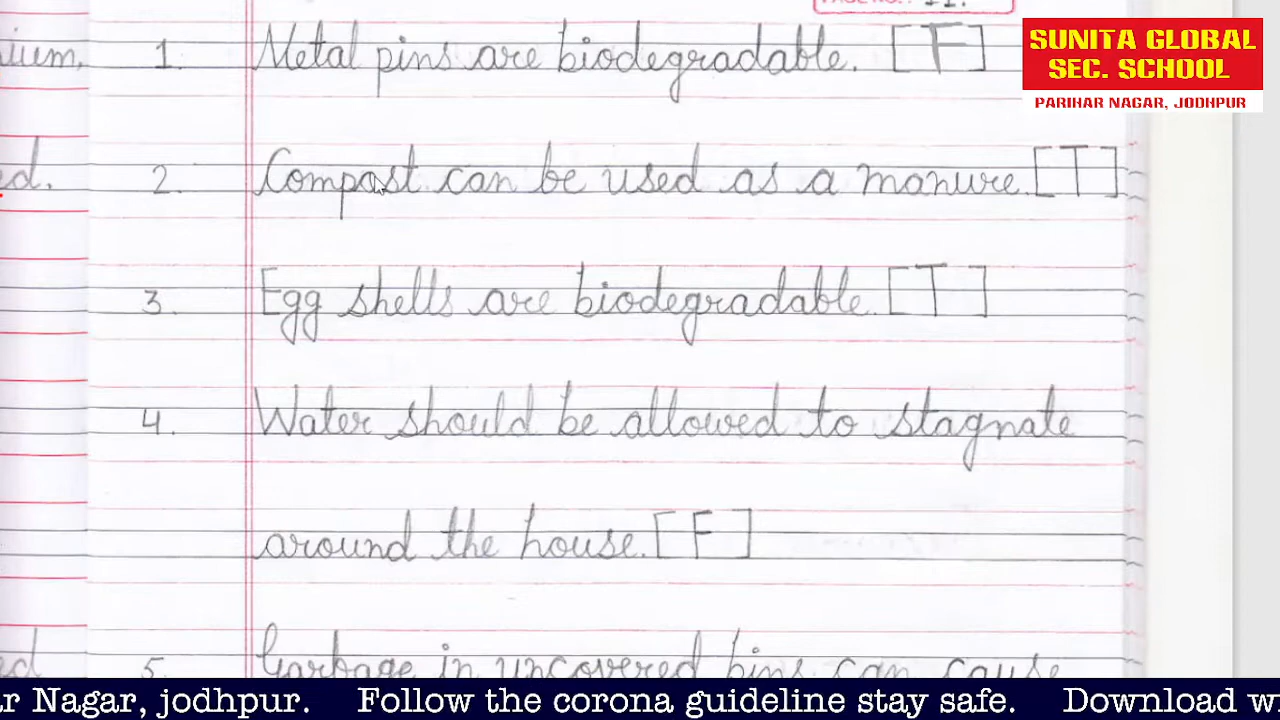 SUNITA GLOBAL
SEC. SCHOOL
PARIHAR NAGAR, JODHPUR
1. Metal pins are biodegradable. [F]
2. Compost can be used as a manure. [T]
ed.
3. Egg shells are biodegradable. [T]
4. Water should be allowed to stagnate
around the house. [F]
5. Garbage in uncovered bins can cause
ar Nagar, jodhpur. Follow the corona guideline stay safe. Download w